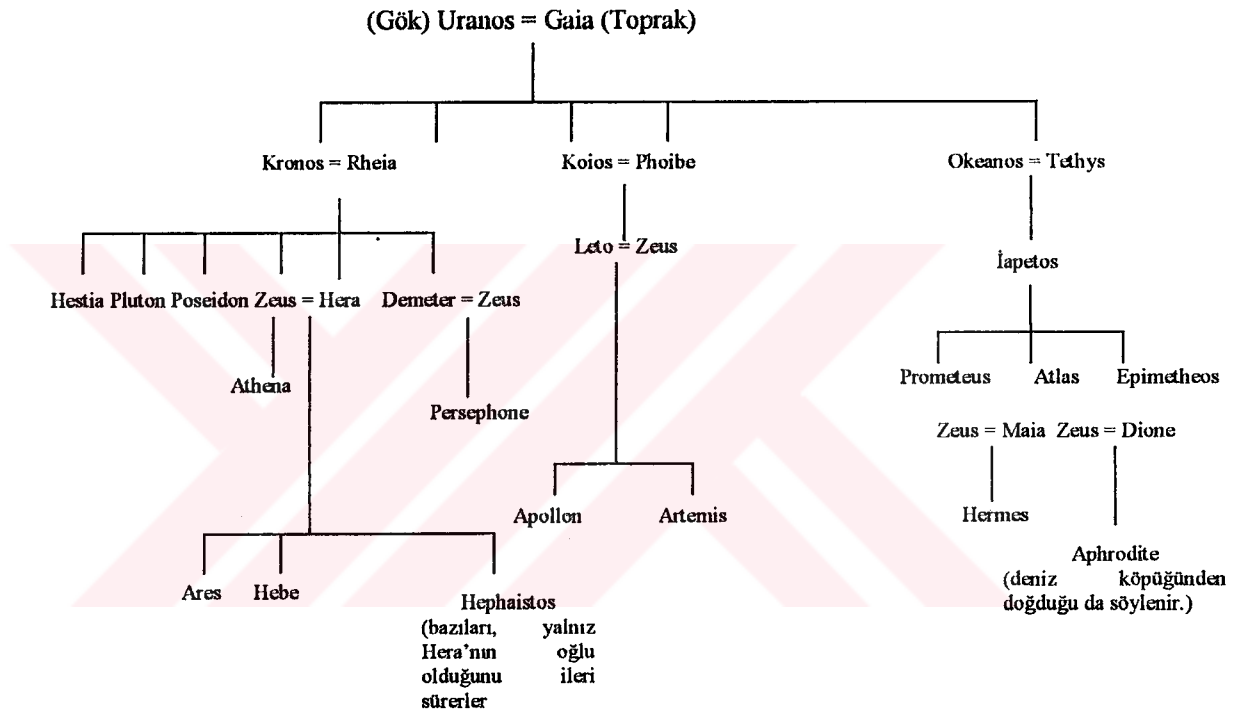 (Gök) Uranos = Gaia (Toprak)
Kronos = Rheia Koios = Phoibe Okeanos = Tethys
Leto = Zeus
İapetos
Hestia Pluton Poseidon Zeus = Hera Demeter = Zeus
Athena
Prometeus Atlas Epimetheos
Persephone
Zeus = Maia Zeus = Dione
Apollon Artemis
Hermes
Aphrodite
(deniz köpüğünden
doğduğu da söylenir.)
Ares Hebe
Hephaistos
(bazıları, yalnız
Hera'nın oğlu
olduğunu ileri
sürerler